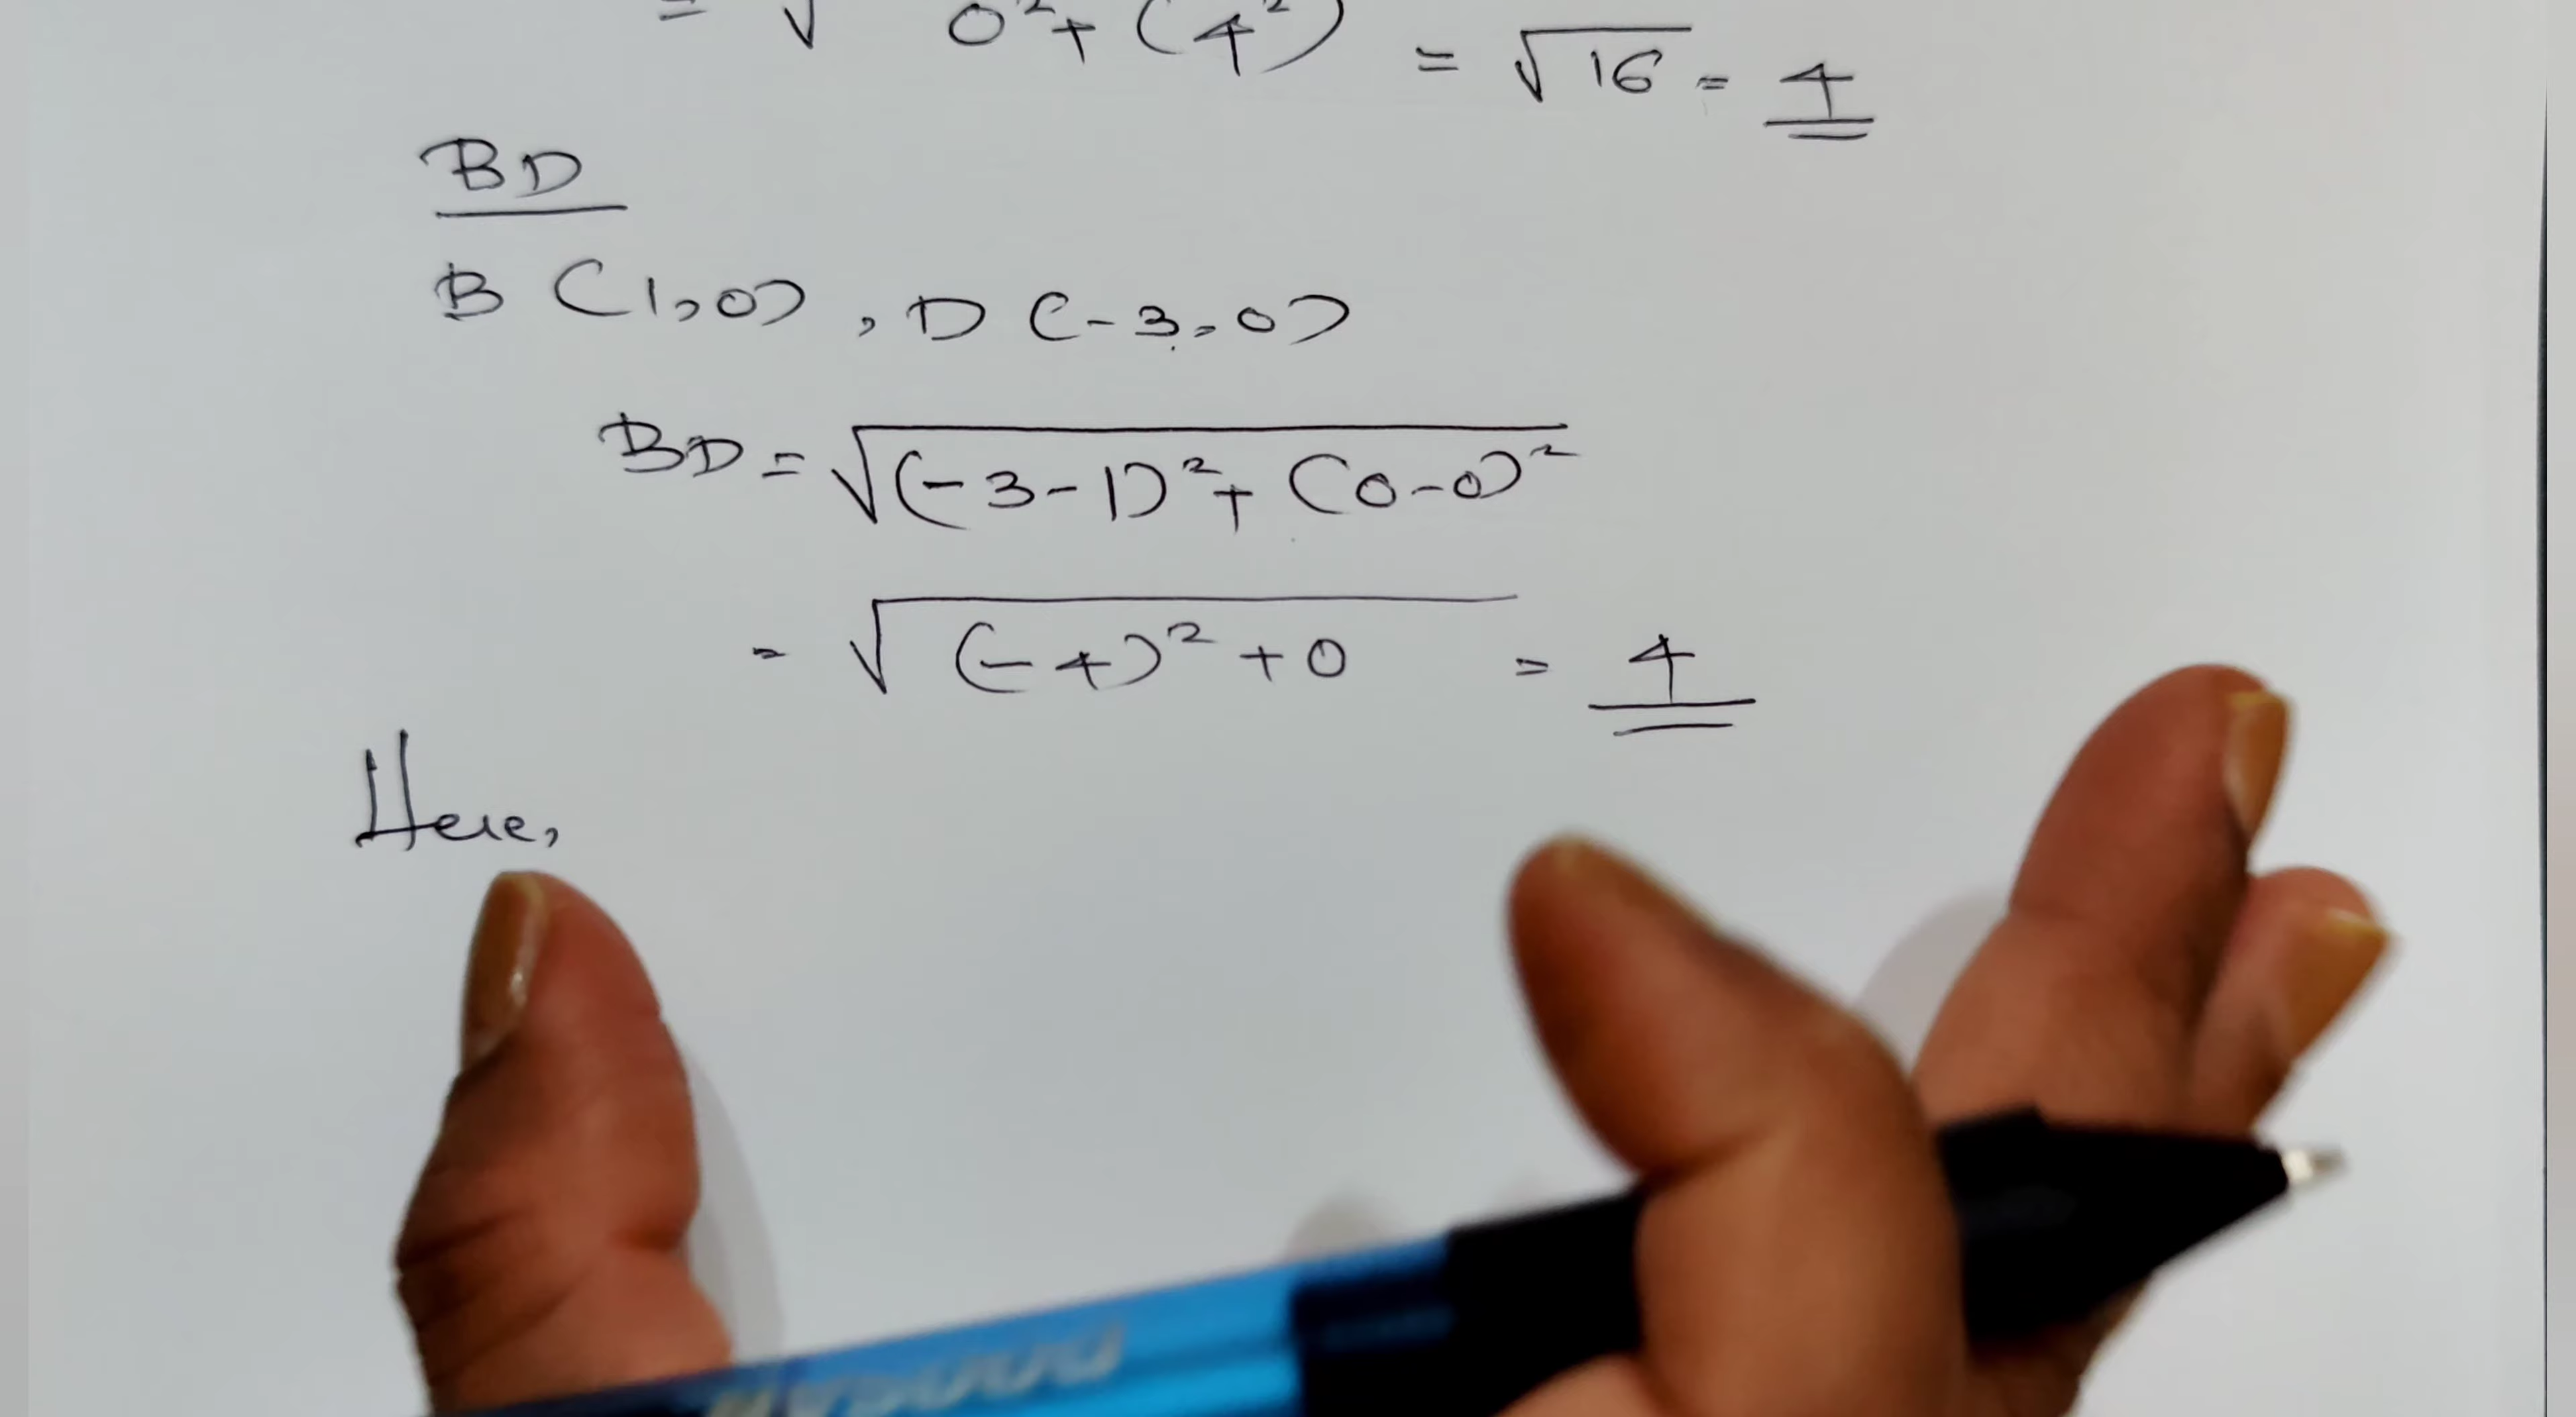 = √ 0² + (4²) = √16 = 4
BD
B (1,0), D (-3,0)
BD = √(-3-1)² + (0-0)²
= √(-4)² + 0 = 4
Here,